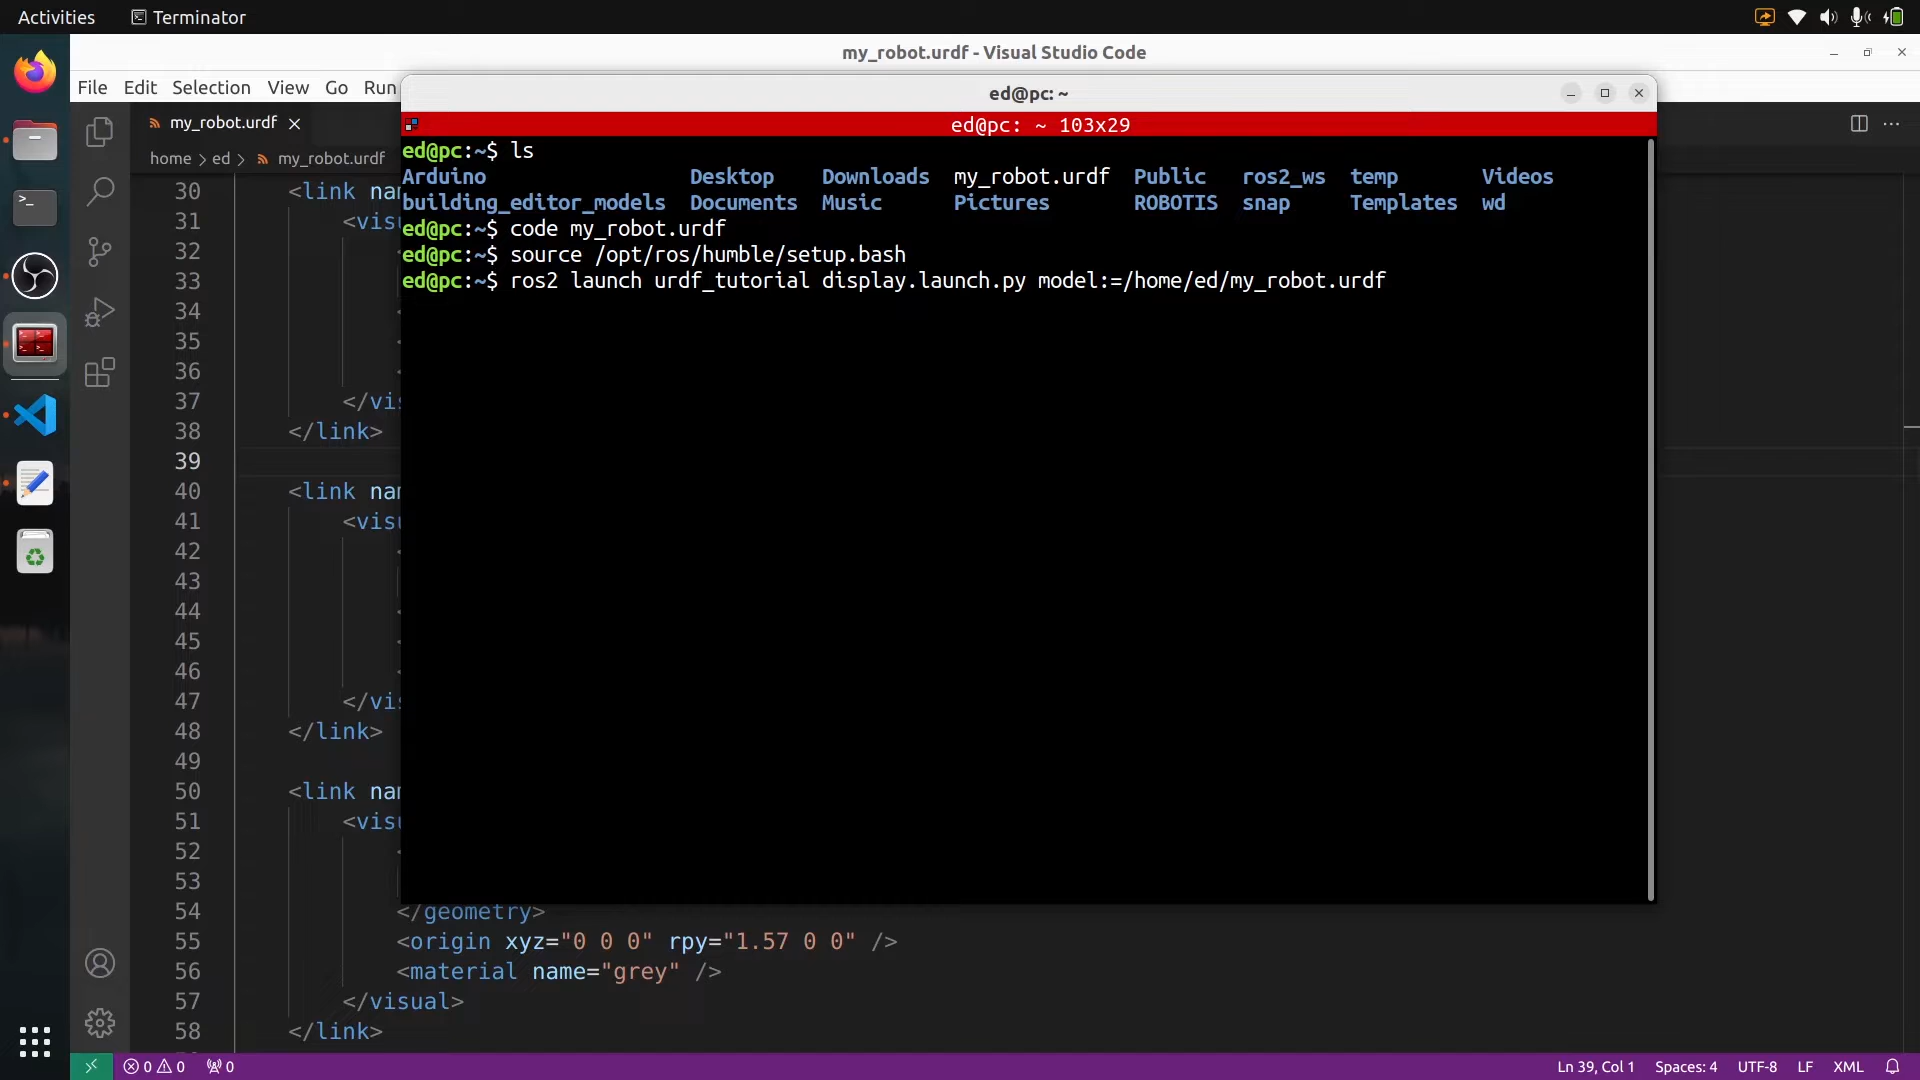 Activities Terminator
my_robot.urdf - Visual Studio Code
File Edit Selection View Go Run
ed@pc: ~
my_robot.urdf
ed@pc: ~ 103x29
home > ed > my_robot.urdf
ed@pc:~$ ls
Arduino Desktop Downloads my_robot.urdf Public ros2_ws temp Videos
building_editor_models Documents Music Pictures ROBOTIS snap Templates wd
ed@pc:~$ code my_robot.urdf
ed@pc:~$ source /opt/ros/humble/setup.bash
ed@pc:~$ ros2 launch urdf_tutorial display.launch.py model:=/home/ed/my_robot.urdf
30 <link nam
31 <visu
32 <
33
34 <
35 <
36 <
37 </vis
38 </link>
39
40 <link nam
41 <visu
42 <
43
44 <
45 <
46 <
47 </vis
48 </link>
49
50 <link nam
51 <visu
52 <
53
54 </geometry>
55 <origin xyz="0 0 0" rpy="1.57 0 0" />
56 <material name="grey" />
57 </visual>
58 </link>
0 0 0 Ln 39, Col 1 Spaces: 4 UTF-8 LF XML